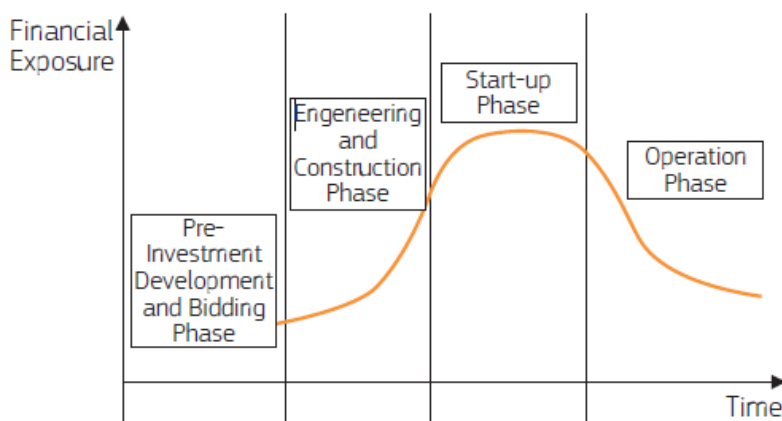 Financial
Exposure
Pre-
Investment
Development
and Bidding
Phase
Engeneering
and
Construction
Phase
Start-up
Phase
Operation
Phase
Time